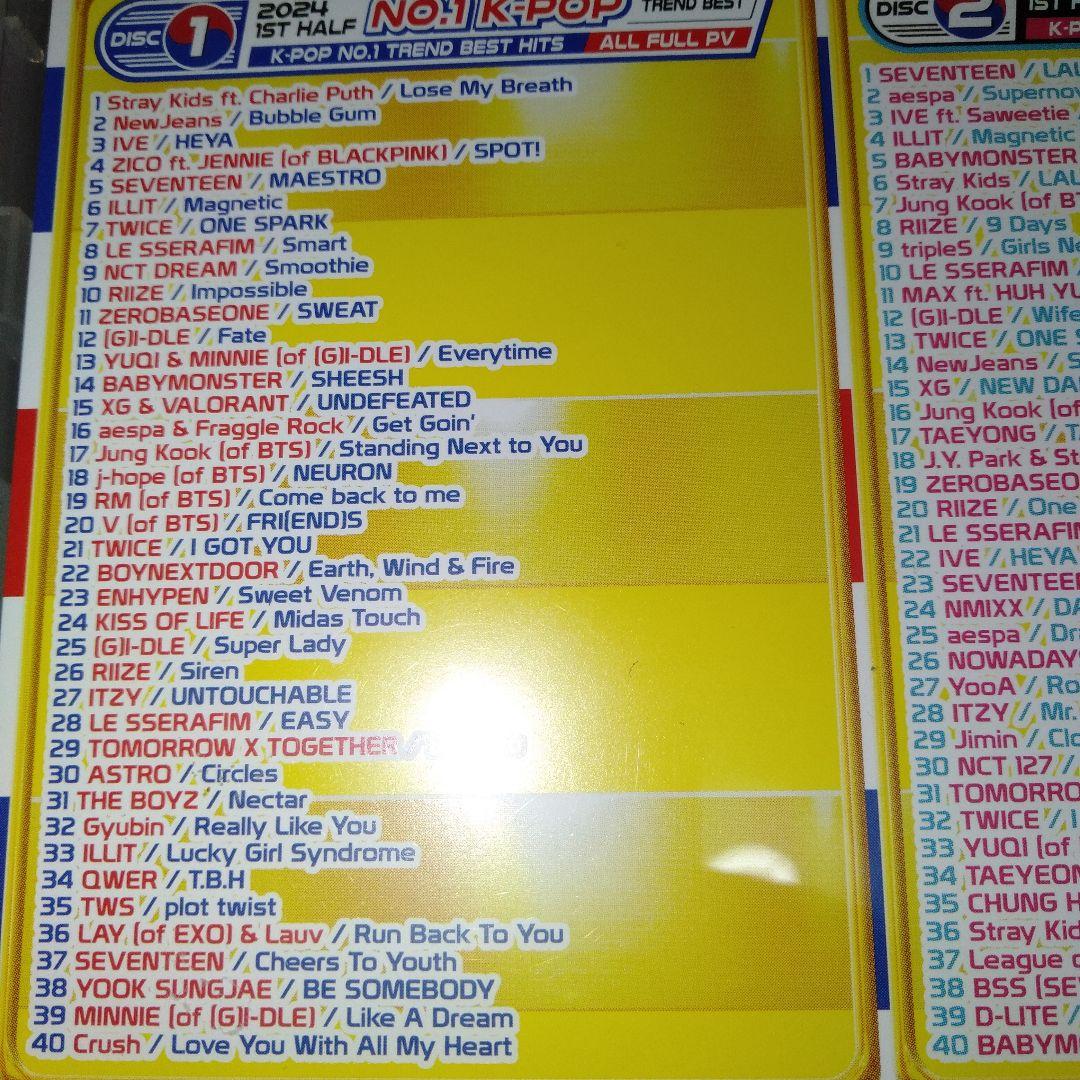 DISC 1
2024
1ST HALF
NO.1 K-POP
TREND BEST
K-POP NO.1 TREND BEST HITS ALL FULL PV
1 Stray Kids ft. Charlie Puth / Lose My Breath
2 NewJeans / Bubble Gum
3 IVE / HEYA
4 ZICO ft. JENNIE (of BLACKPINK) / SPOT!
5 SEVENTEEN / MAESTRO
6 ILLIT / Magnetic
7 TWICE / ONE SPARK
8 LE SSERAFIM / Smart
9 NCT DREAM / Smoothie
10 RIIZE / Impossible
11 ZEROBASEONE / SWEAT
12 (G)I-DLE / Fate
13 YUQI & MINNIE (of (G)I-DLE) / Everytime
14 BABYMONSTER / SHEESH
15 XG & VALORANT / UNDEFEATED
16 aespa & Fraggle Rock / Get Goin'
17 Jung Kook (of BTS) / Standing Next to You
18 j-hope (of BTS) / NEURON
19 RM (of BTS) / Come back to me
20 V (of BTS) / FRI(END)S
21 TWICE / I GOT YOU
22 BOYNEXTDOOR / Earth, Wind & Fire
23 ENHYPEN / Sweet Venom
24 KISS OF LIFE / Midas Touch
25 (G)I-DLE / Super Lady
26 RIIZE / Siren
27 ITZY / UNTOUCHABLE
28 LE SSERAFIM / EASY
29 TOMORROW X TOGETHER /
30 ASTRO / Circles
31 THE BOYZ / Nectar
32 Gyubin / Really Like You
33 ILLIT / Lucky Girl Syndrome
34 QWER / T.B.H
35 TWS / plot twist
36 LAY (of EXO) & Lauv / Run Back To You
37 SEVENTEEN / Cheers To Youth
38 YOOK SUNGJAE / BE SOMEBODY
39 MINNIE (of (G)I-DLE) / Like A Dream
40 Crush / Love You With All My Heart
DISC 2
1ST H
K-P
1 SEVENTEEN / LAL
2 aespa / Supernov
3 IVE ft. Saweetie /
4 ILLIT / Magnetic
5 BABYMONSTER
6 Stray Kids / LAL
7 Jung Kook (of BT
8 RIIZE / 9 Days
9 tripleS / Girls Ne
10 LE SSERAFIM /
11 MAX ft. HUH YU
12 (G)I-DLE / Wife
13 TWICE / ONE S
14 NewJeans / S
15 XG / NEW DA
16 Jung Kook (of
17 TAEYONG / T
18 J.Y. Park & St
19 ZEROBASEO
20 RIIZE / One
21 LE SSERAFIM
22 IVE / HEYA
23 SEVENTEEN
24 NMIXX / DA
25 aespa / Dr
26 NOWADAYS
27 YooA / Ro
28 ITZY / Mr.
29 Jimin / Clo
30 NCT 127 /
31 TOMORRO
32 TWICE / I
33 YUQI (of
34 TAEYEON
35 CHUNG H
36 Stray Kid
37 League o
38 BSS (SE
39 D-LITE /
40 BABYM